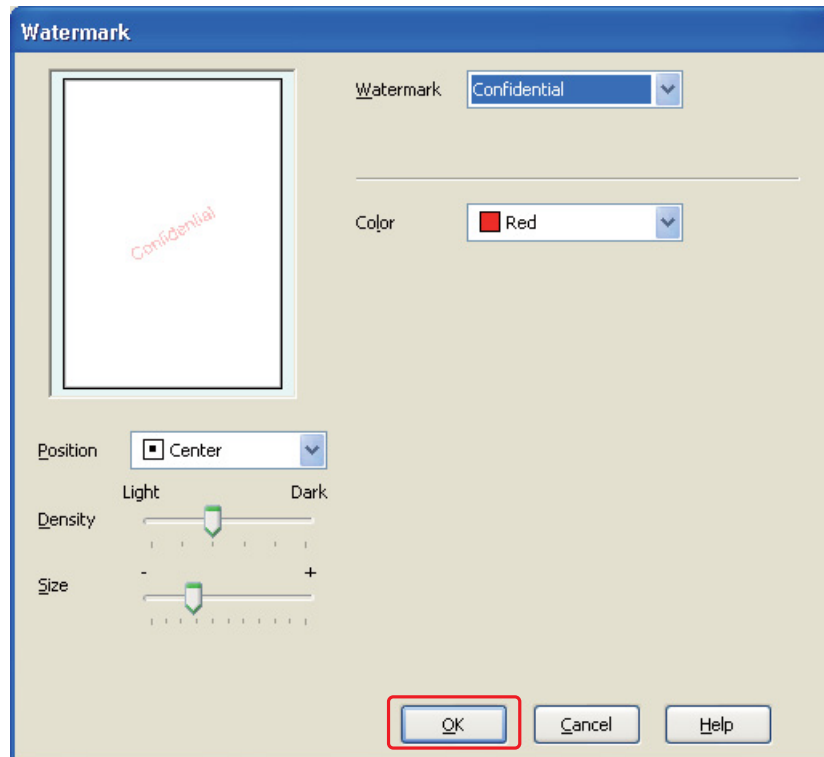 Watermark
Watermark Confidential
Confidential
Color Red
Position Center
Light Dark
Density
- +
Size
OK Cancel Help